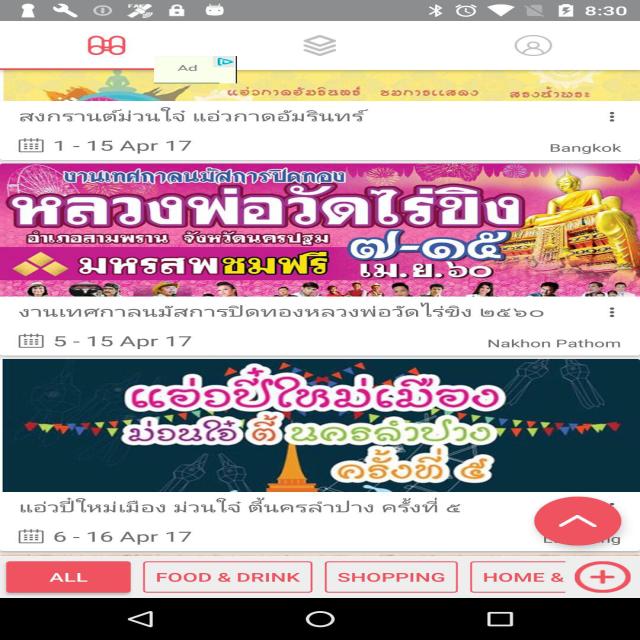 8:30
Ad
แอ่วกาดอัมรินทร์ ชมการแสดง สรงน้ำพระ
สงกรานต์ม่วนใจ๋ แอ่วกาดอัมรินทร์
1 - 15 Apr 17
Bangkok
งานเทศกาลนมัสการปิดทอง
หลวงพ่อวัดไร่ขิง
อำเภอสามพราน จังหวัดนครปฐม
๗-๑๕
มหรสพชมฟรี
เม.ย.๖๐
งานเทศกาลนมัสการปิดทองหลวงพ่อวัดไร่ขิง ๒๕๖๐
5 - 15 Apr 17
Nakhon Pathom
แอ่วปี๋ใหม่เมือง
ม่วนใจ๋ ตี้ นครลำปาง
ครั้งที่ ๕
แอ่วปี๋ใหม่เมือง ม่วนใจ๋ ตี้นครลำปาง ครั้งที่ ๕
6 - 16 Apr 17
ALL
FOOD & DRINK
SHOPPING
HOME &